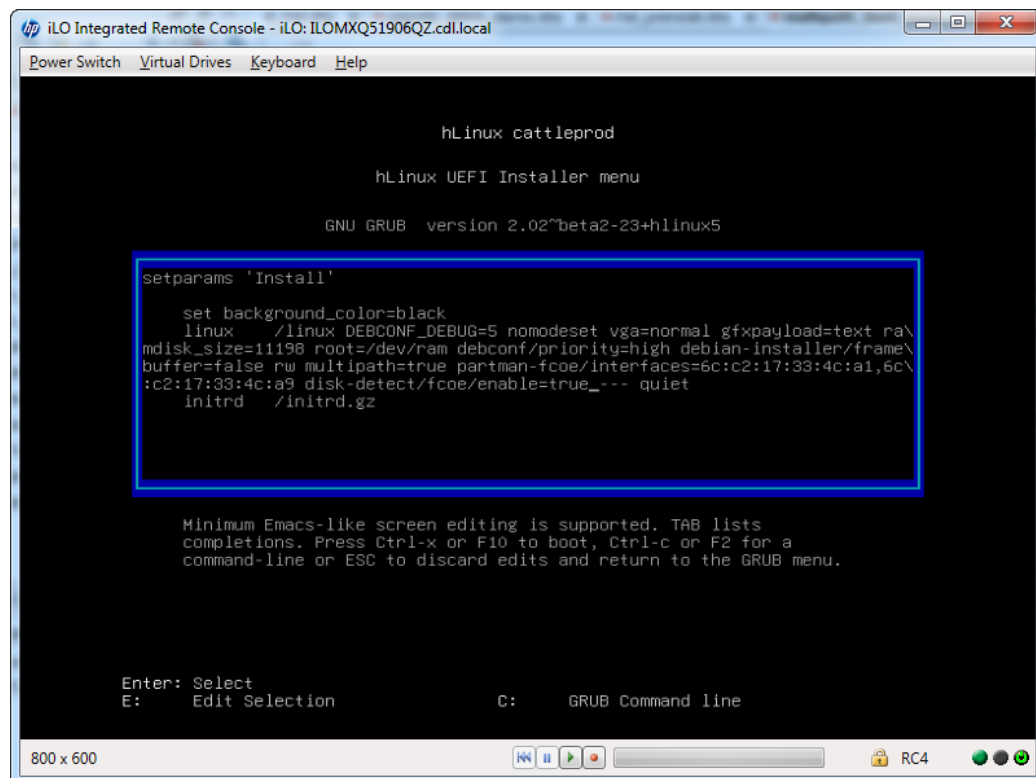 iLO Integrated Remote Console - iLO: ILOMXQ51906QZ.cdl.local
Power Switch Virtual Drives Keyboard Help
hLinux cattleprod
hLinux UEFI Installer menu
GNU GRUB version 2.02~beta2-23+hlinux5
setparams 'Install'
set background_color=black
linux /linux DEBCONF_DEBUG=5 nomodeset vga=normal gfxpayload=text ra\
mdisk_size=11198 root=/dev/ram debconf/priority=high debian-installer/frame\
buffer=false rw multipath=true partman-fcoe/interfaces=6c:c2:17:33:4c:a1,6c\
:c2:17:33:4c:a9 disk-detect/fcoe/enable=true_--- quiet
initrd /initrd.gz
Minimum Emacs-like screen editing is supported. TAB lists
completions. Press Ctrl-x or F10 to boot, Ctrl-c or F2 for a
command-line or ESC to discard edits and return to the GRUB menu.
Enter: Select
E: Edit Selection C: GRUB Command line
800 x 600 RC4